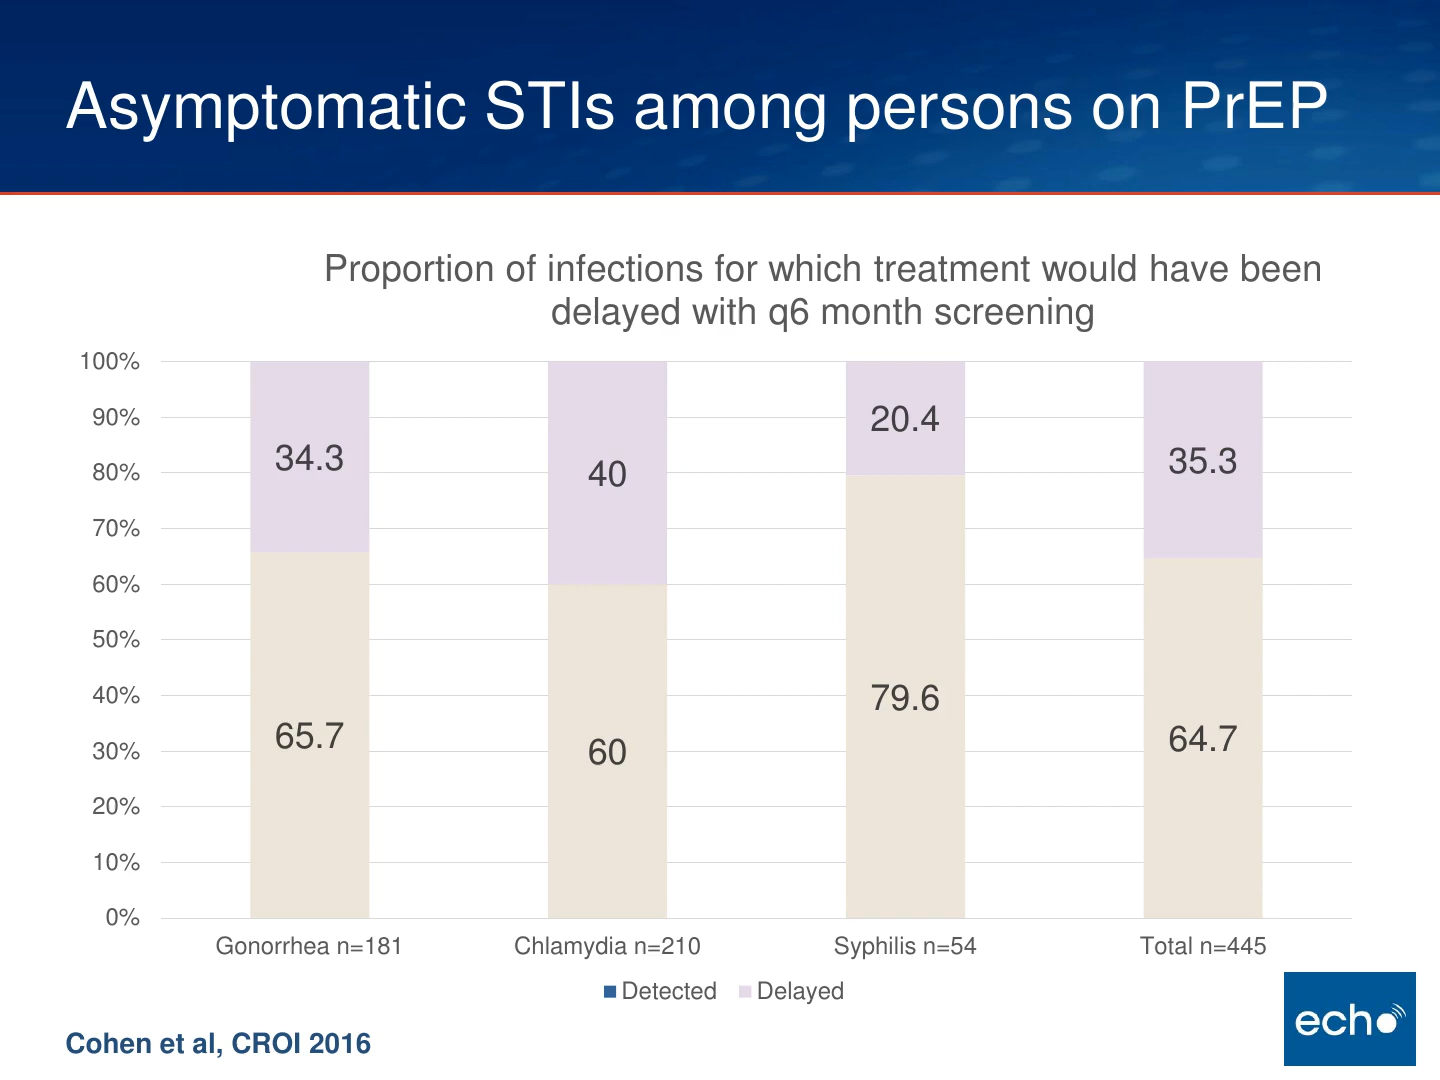 Asymptomatic STIs among persons on PrEP
Proportion of infections for which treatment would have been
delayed with q6 month screening
100%
90%
80%
70%
60%
50%
40%
30%
20%
10%
0%
34.3
40
20.4
35.3
65.7
60
79.6
64.7
Gonorrhea n=181
Chlamydia n=210
Syphilis n=54
Total n=445
Detected
Delayed
Cohen et al, CROI 2016
echo